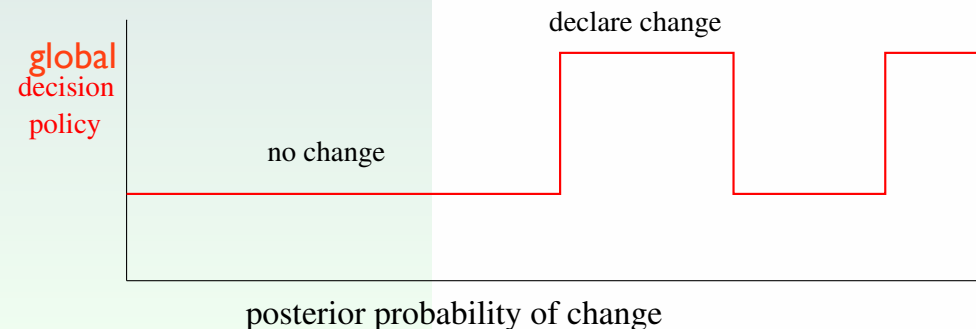 declare change
global
decision
policy
no change
posterior probability of change